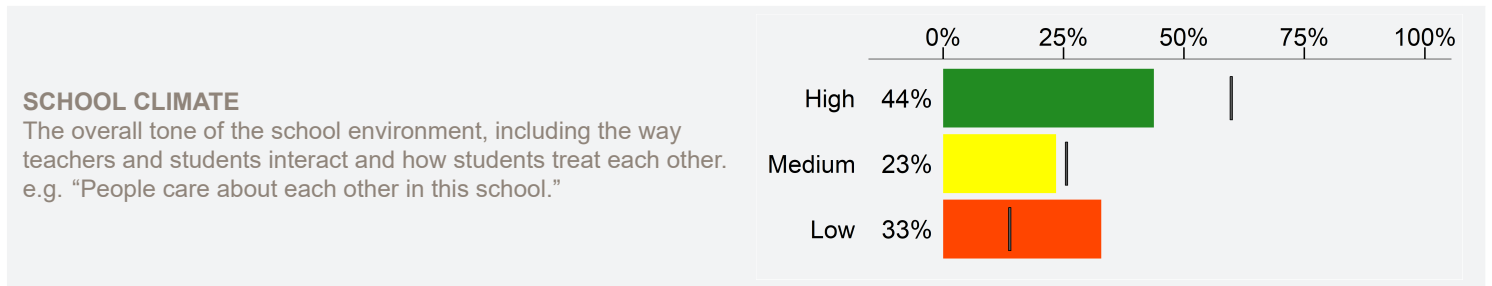 SCHOOL CLIMATE
The overall tone of the school environment, including the way
teachers and students interact and how students treat each other.
e.g. “People care about each other in this school.”
0% 25% 50% 75% 100%
High 44%
Medium 23%
Low 33%